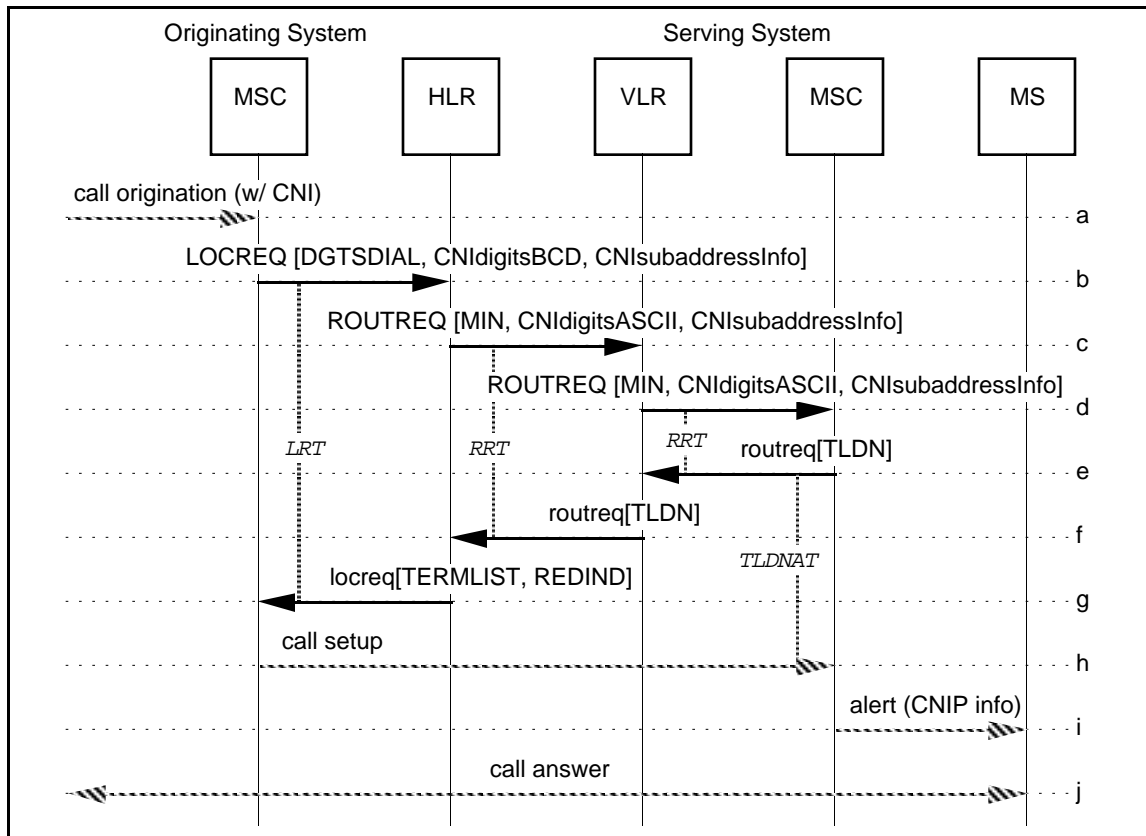 Originating System Serving System
MSC HLR VLR MSC MS
call origination (w/ CNI)
a
LOCREQ [DGTSDIAL, CNIdigitsBCD, CNIsubaddressInfo]
b
ROUTREQ [MIN, CNIdigitsASCII, CNIsubaddressInfo]
c
ROUTREQ [MIN, CNIdigitsASCII, CNIsubaddressInfo]
d
LRT RRT RRT routreq[TLDN]
e
routreq[TLDN]
f
TLDNAT
locreq[TERMLIST, REDIND]
g
call setup
h
alert (CNIP info)
i
call answer
j